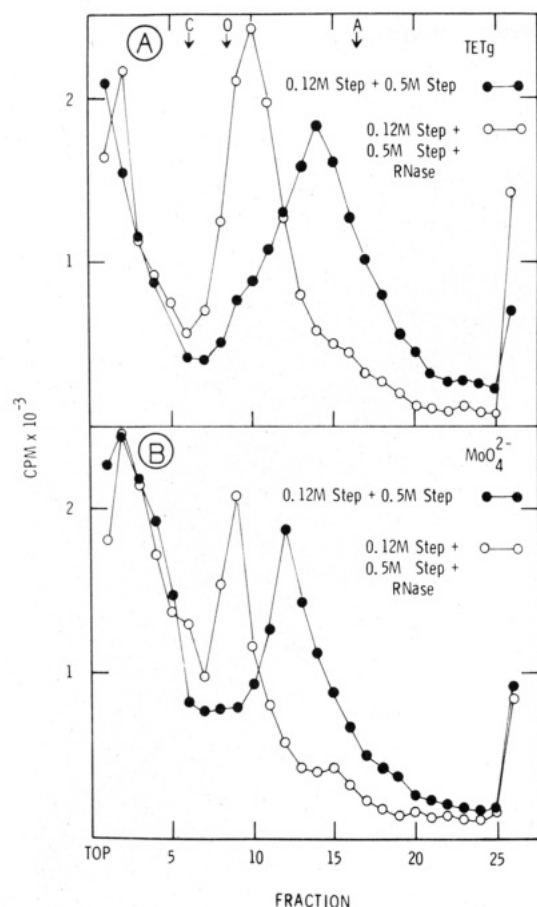 C O A
A TETg
0.12M Step + 0.5M Step
0.12M Step +
0.5M Step +
RNase
2
1
CPM x 10⁻³
B MoO₄²⁻
0.12M Step + 0.5M Step
0.12M Step +
0.5M Step +
RNase
2
1
TOP 5 10 15 20 25
FRACTION